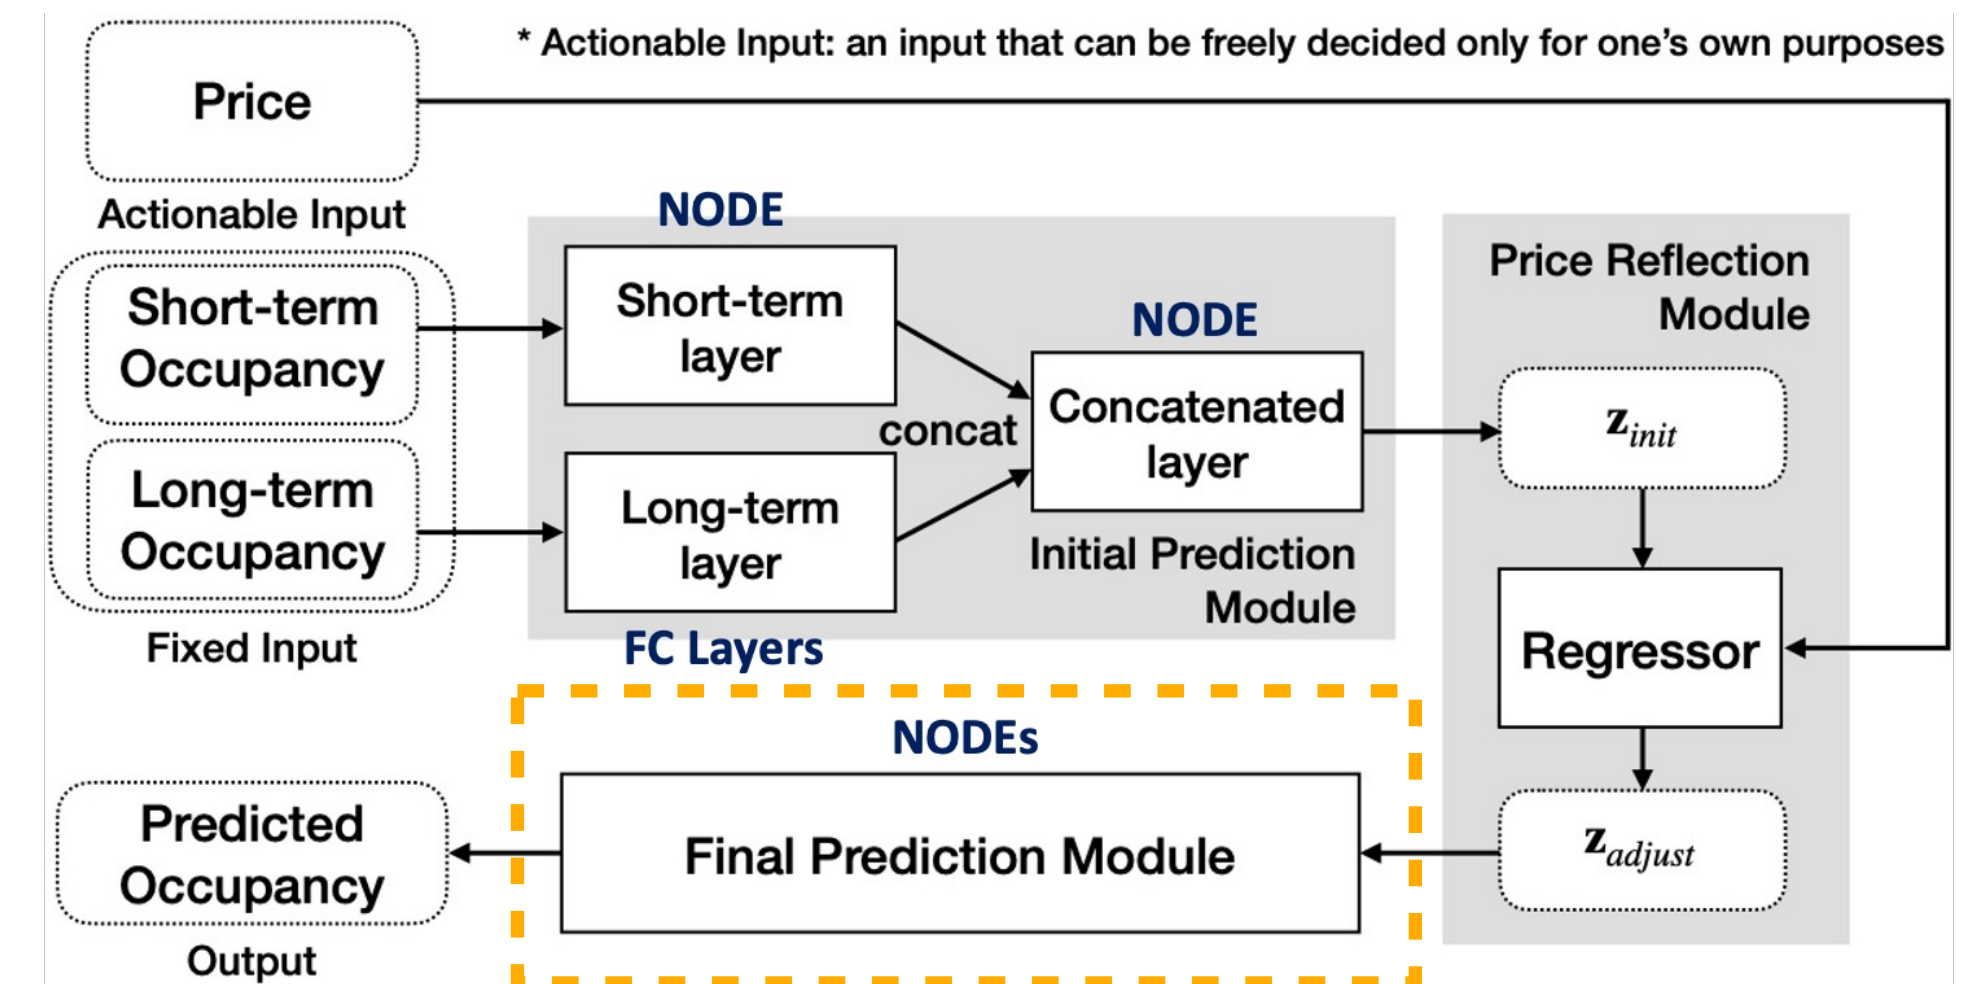 * Actionable Input: an input that can be freely decided only for one's own purposes
Price
Actionable Input
Short-term
Occupancy
Long-term
Occupancy
Fixed Input
NODE
Short-term
layer
Long-term
layer
FC Layers
concat
NODE
Concatenated
layer
Initial Prediction
Module
Price Reflection
Module
z_init
Regressor
z_adjust
NODEs
Final Prediction Module
Predicted
Occupancy
Output